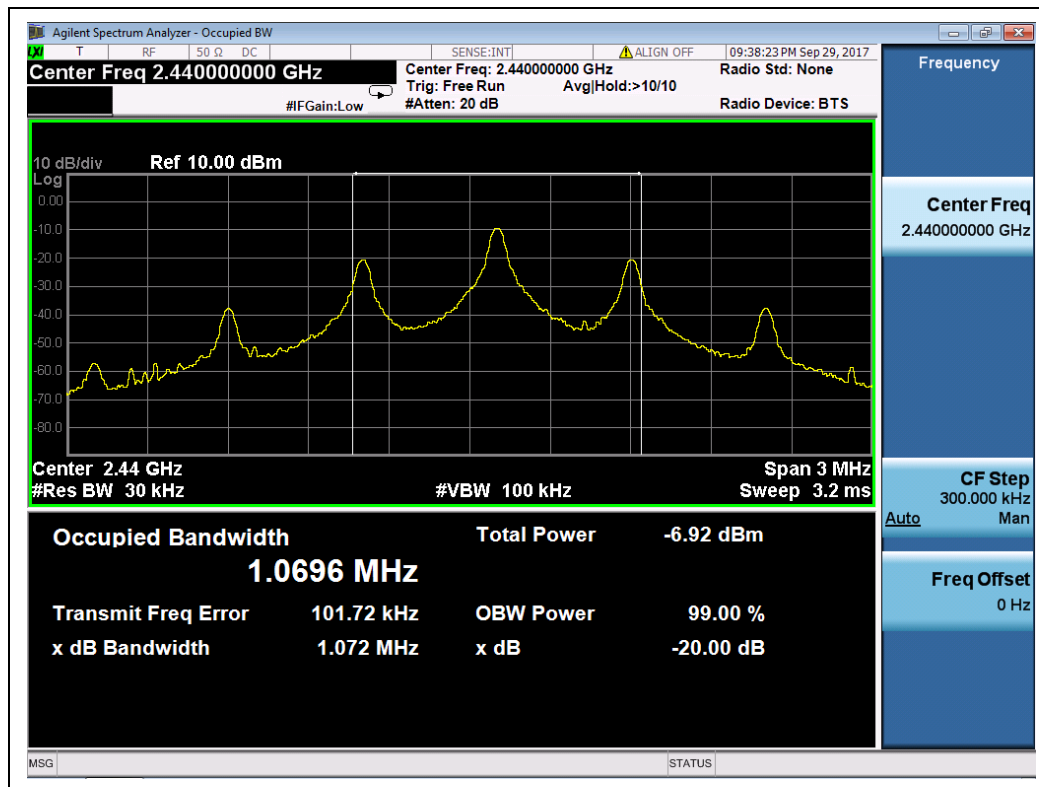 Agilent Spectrum Analyzer - Occupied BW
LXI T RF 50 Ω DC SENSE:INT ALIGN OFF 09:38:23 PM Sep 29, 2017
Center Freq 2.440000000 GHz
#IFGain:Low
Center Freq: 2.440000000 GHz
Trig: Free Run Avg|Hold:>10/10
#Atten: 20 dB
Radio Std: None
Radio Device: BTS
10 dB/div Ref 10.00 dBm
Log
0.00
-10.0
-20.0
-30.0
-40.0
-50.0
-60.0
-70.0
-80.0
Center 2.44 GHz Span 3 MHz
#Res BW 30 kHz #VBW 100 kHz Sweep 3.2 ms
Occupied Bandwidth Total Power -6.92 dBm
1.0696 MHz
Transmit Freq Error 101.72 kHz OBW Power 99.00 %
x dB Bandwidth 1.072 MHz x dB -20.00 dB
MSG STATUS
Frequency
Center Freq
2.440000000 GHz
CF Step
300.000 kHz
Auto Man
Freq Offset
0 Hz